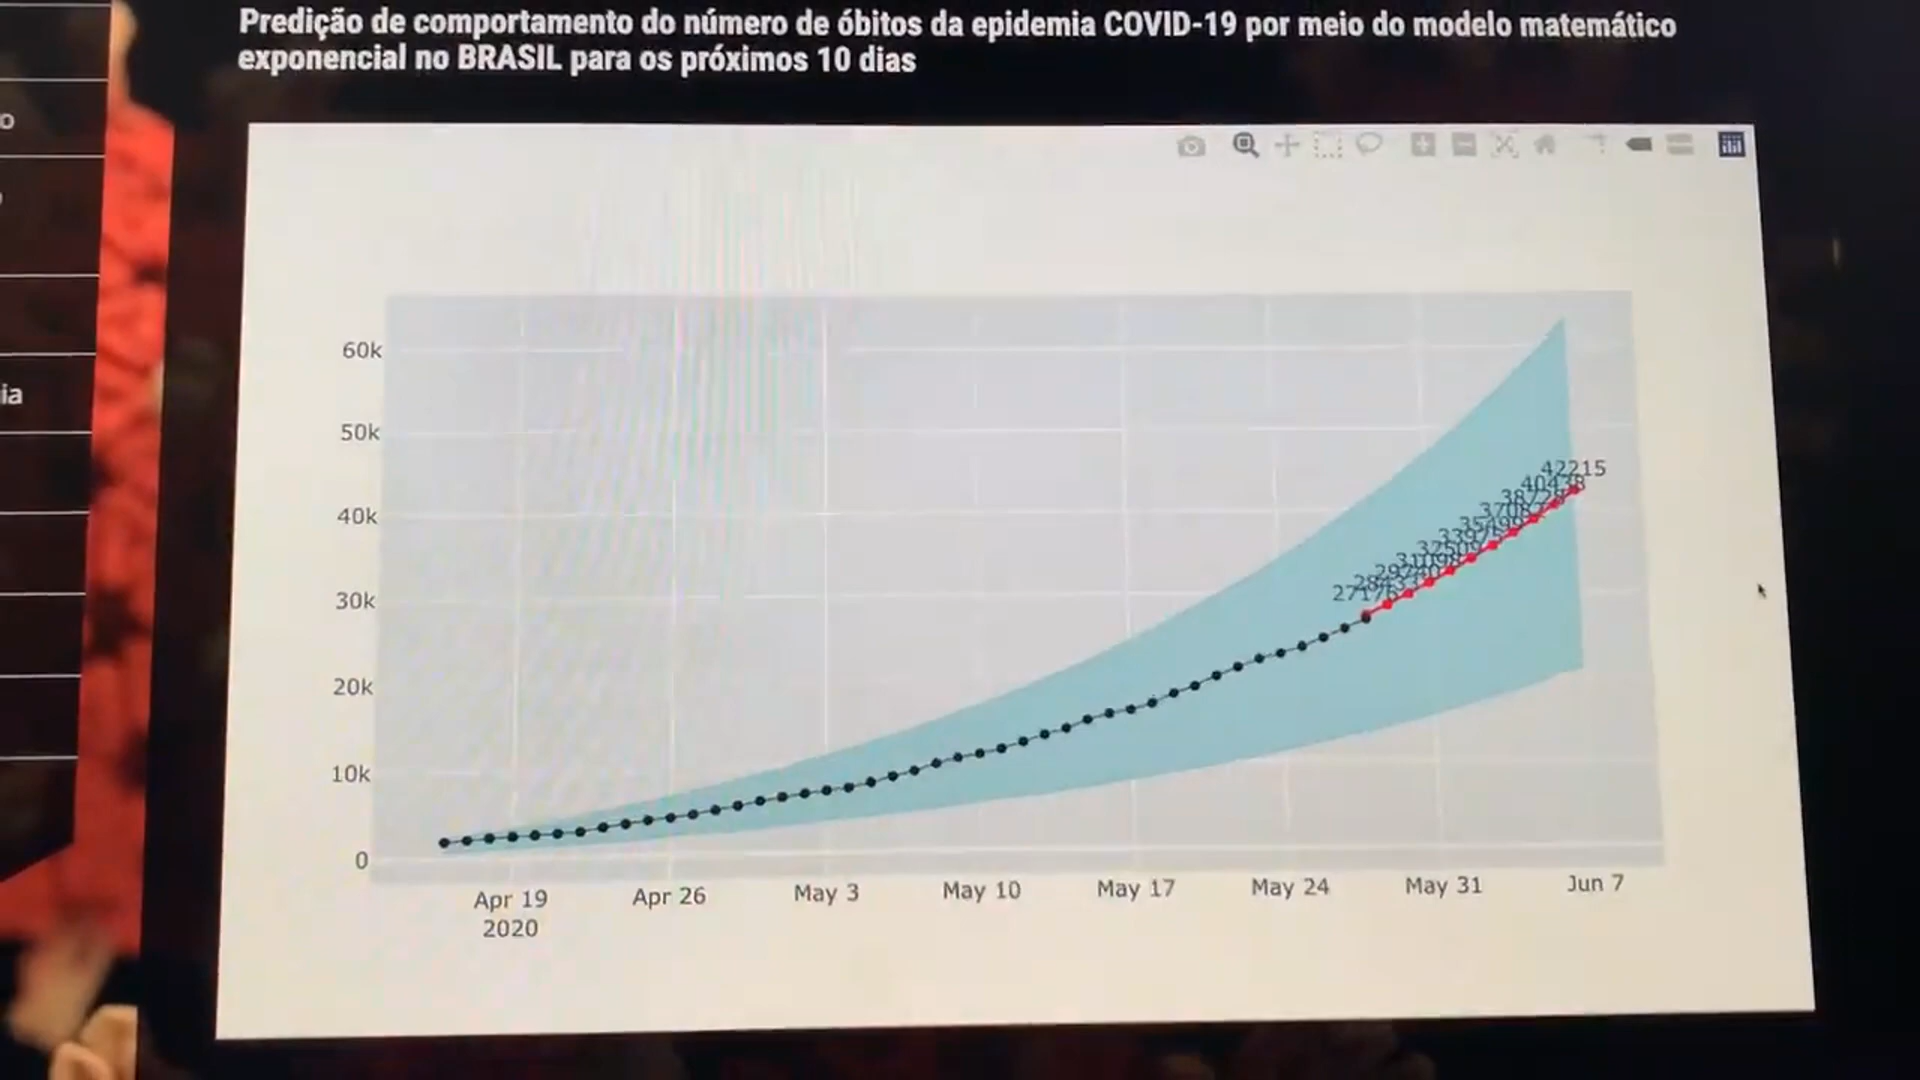 Predição de comportamento do número de óbitos da epidemia COVID-19 por meio do modelo matemático
exponencial no BRASIL para os próximos 10 dias
o
ia
60k
50k
40k
30k
20k
10k
0
42215
27176
Apr 19
2020
Apr 26
May 3
May 10
May 17
May 24
May 31
Jun 7